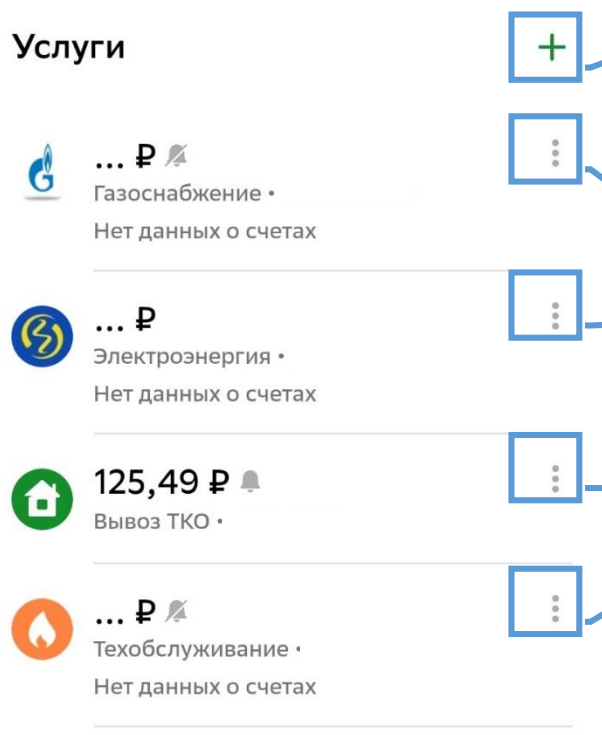 Услуги
... ₽
Газоснабжение •
Нет данных о счетах
... ₽
Электроэнергия •
Нет данных о счетах
125,49 ₽
Вывоз ТКО •
... ₽
Техобслуживание •
Нет данных о счетах